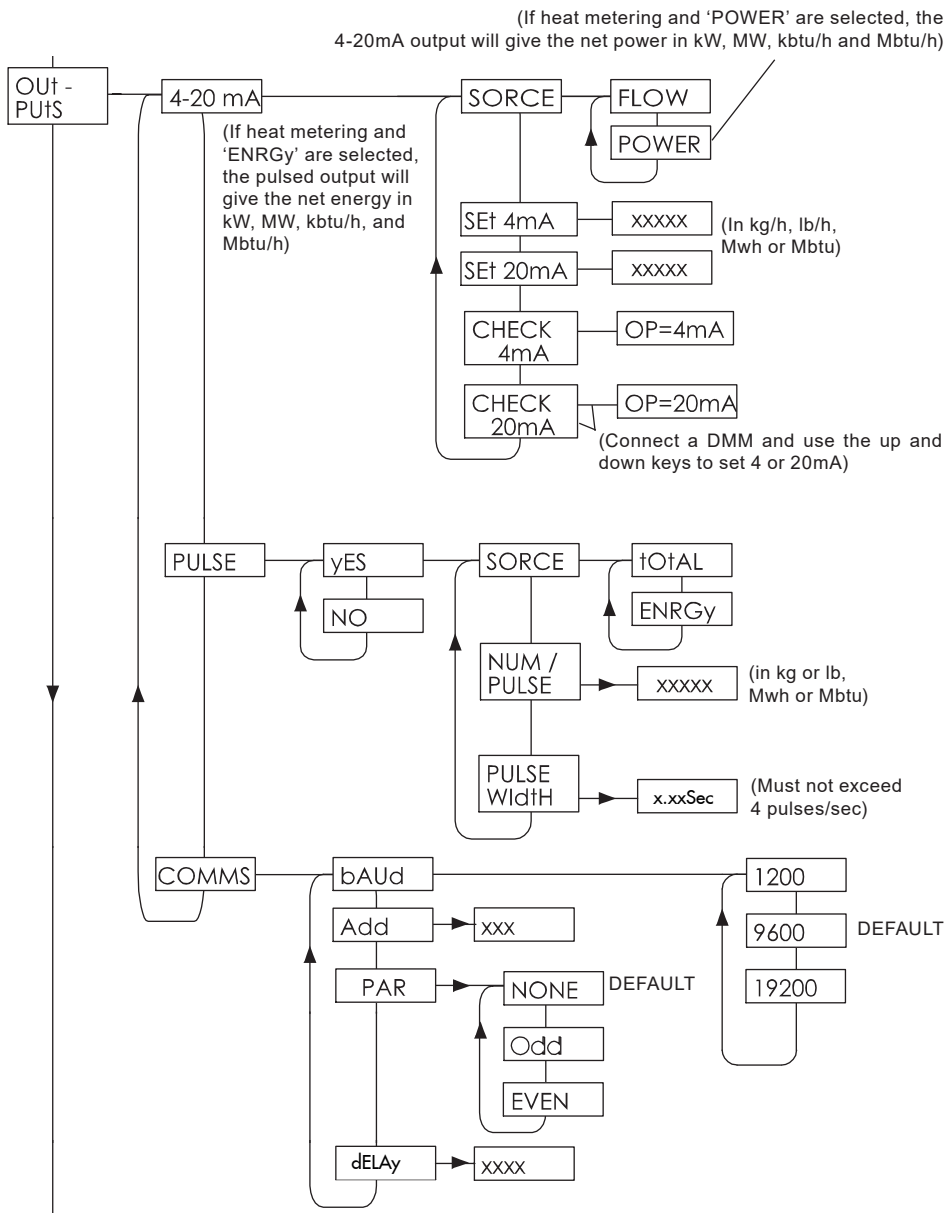 (If heat metering and ‘POWER’ are selected, the
4-20mA output will give the net power in kW, MW, kbtu/h and Mbtu/h)
OUt -
PUtS
4-20 mA
SORCE
FLOW
POWER
(If heat metering and
‘ENRGy’ are selected,
the pulsed output will
give the net energy in
kW, MW, kbtu/h, and
Mbtu/h)
SEt 4mA
xxxxx
(In kg/h, lb/h,
Mwh or Mbtu)
SEt 20mA
xxxxx
CHECK
4mA
OP=4mA
CHECK
20mA
OP=20mA
(Connect a DMM and use the up and
down keys to set 4 or 20mA)
PULSE
yES
NO
SORCE
tOtAL
ENRGy
NUM /
PULSE
xxxxx
(in kg or lb,
Mwh or Mbtu)
PULSE
WIdtH
x.xxSec
(Must not exceed
4 pulses/sec)
COMMS
bAUd
1200
9600
DEFAULT
19200
Add
xxx
PAR
NONE
DEFAULT
Odd
EVEN
dELAy
xxxx